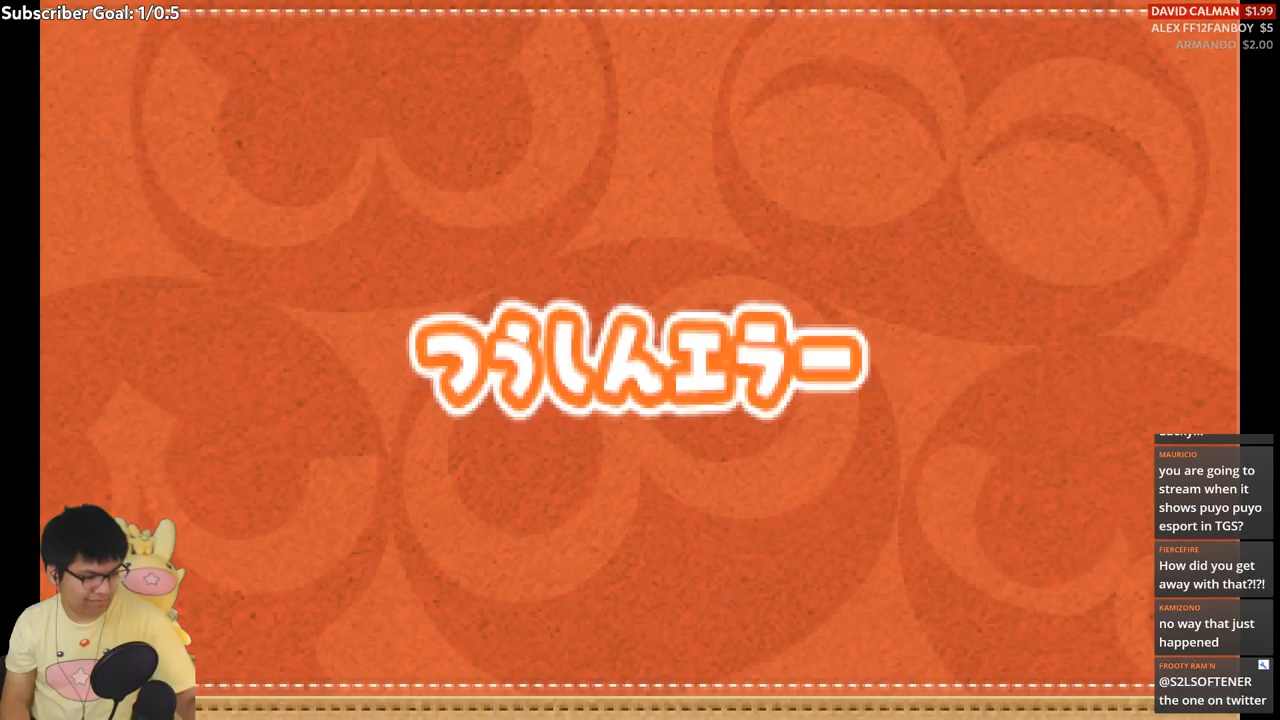 Subscriber Goal: 1/0.5
DAVID CALMAN $1.99
ALEX FF12FANBOY $5
ARMANDO $2.00
つうしんエラー
MAURICIO
you are going to
stream when it
shows puyo puyo
esport in TGS?
FIERCEFIRE
How did you get
away with that?!?!
KAMIZONO
no way that just
happened
FROOTY RAM'N
@S2LSOFTENER
the one on twitter